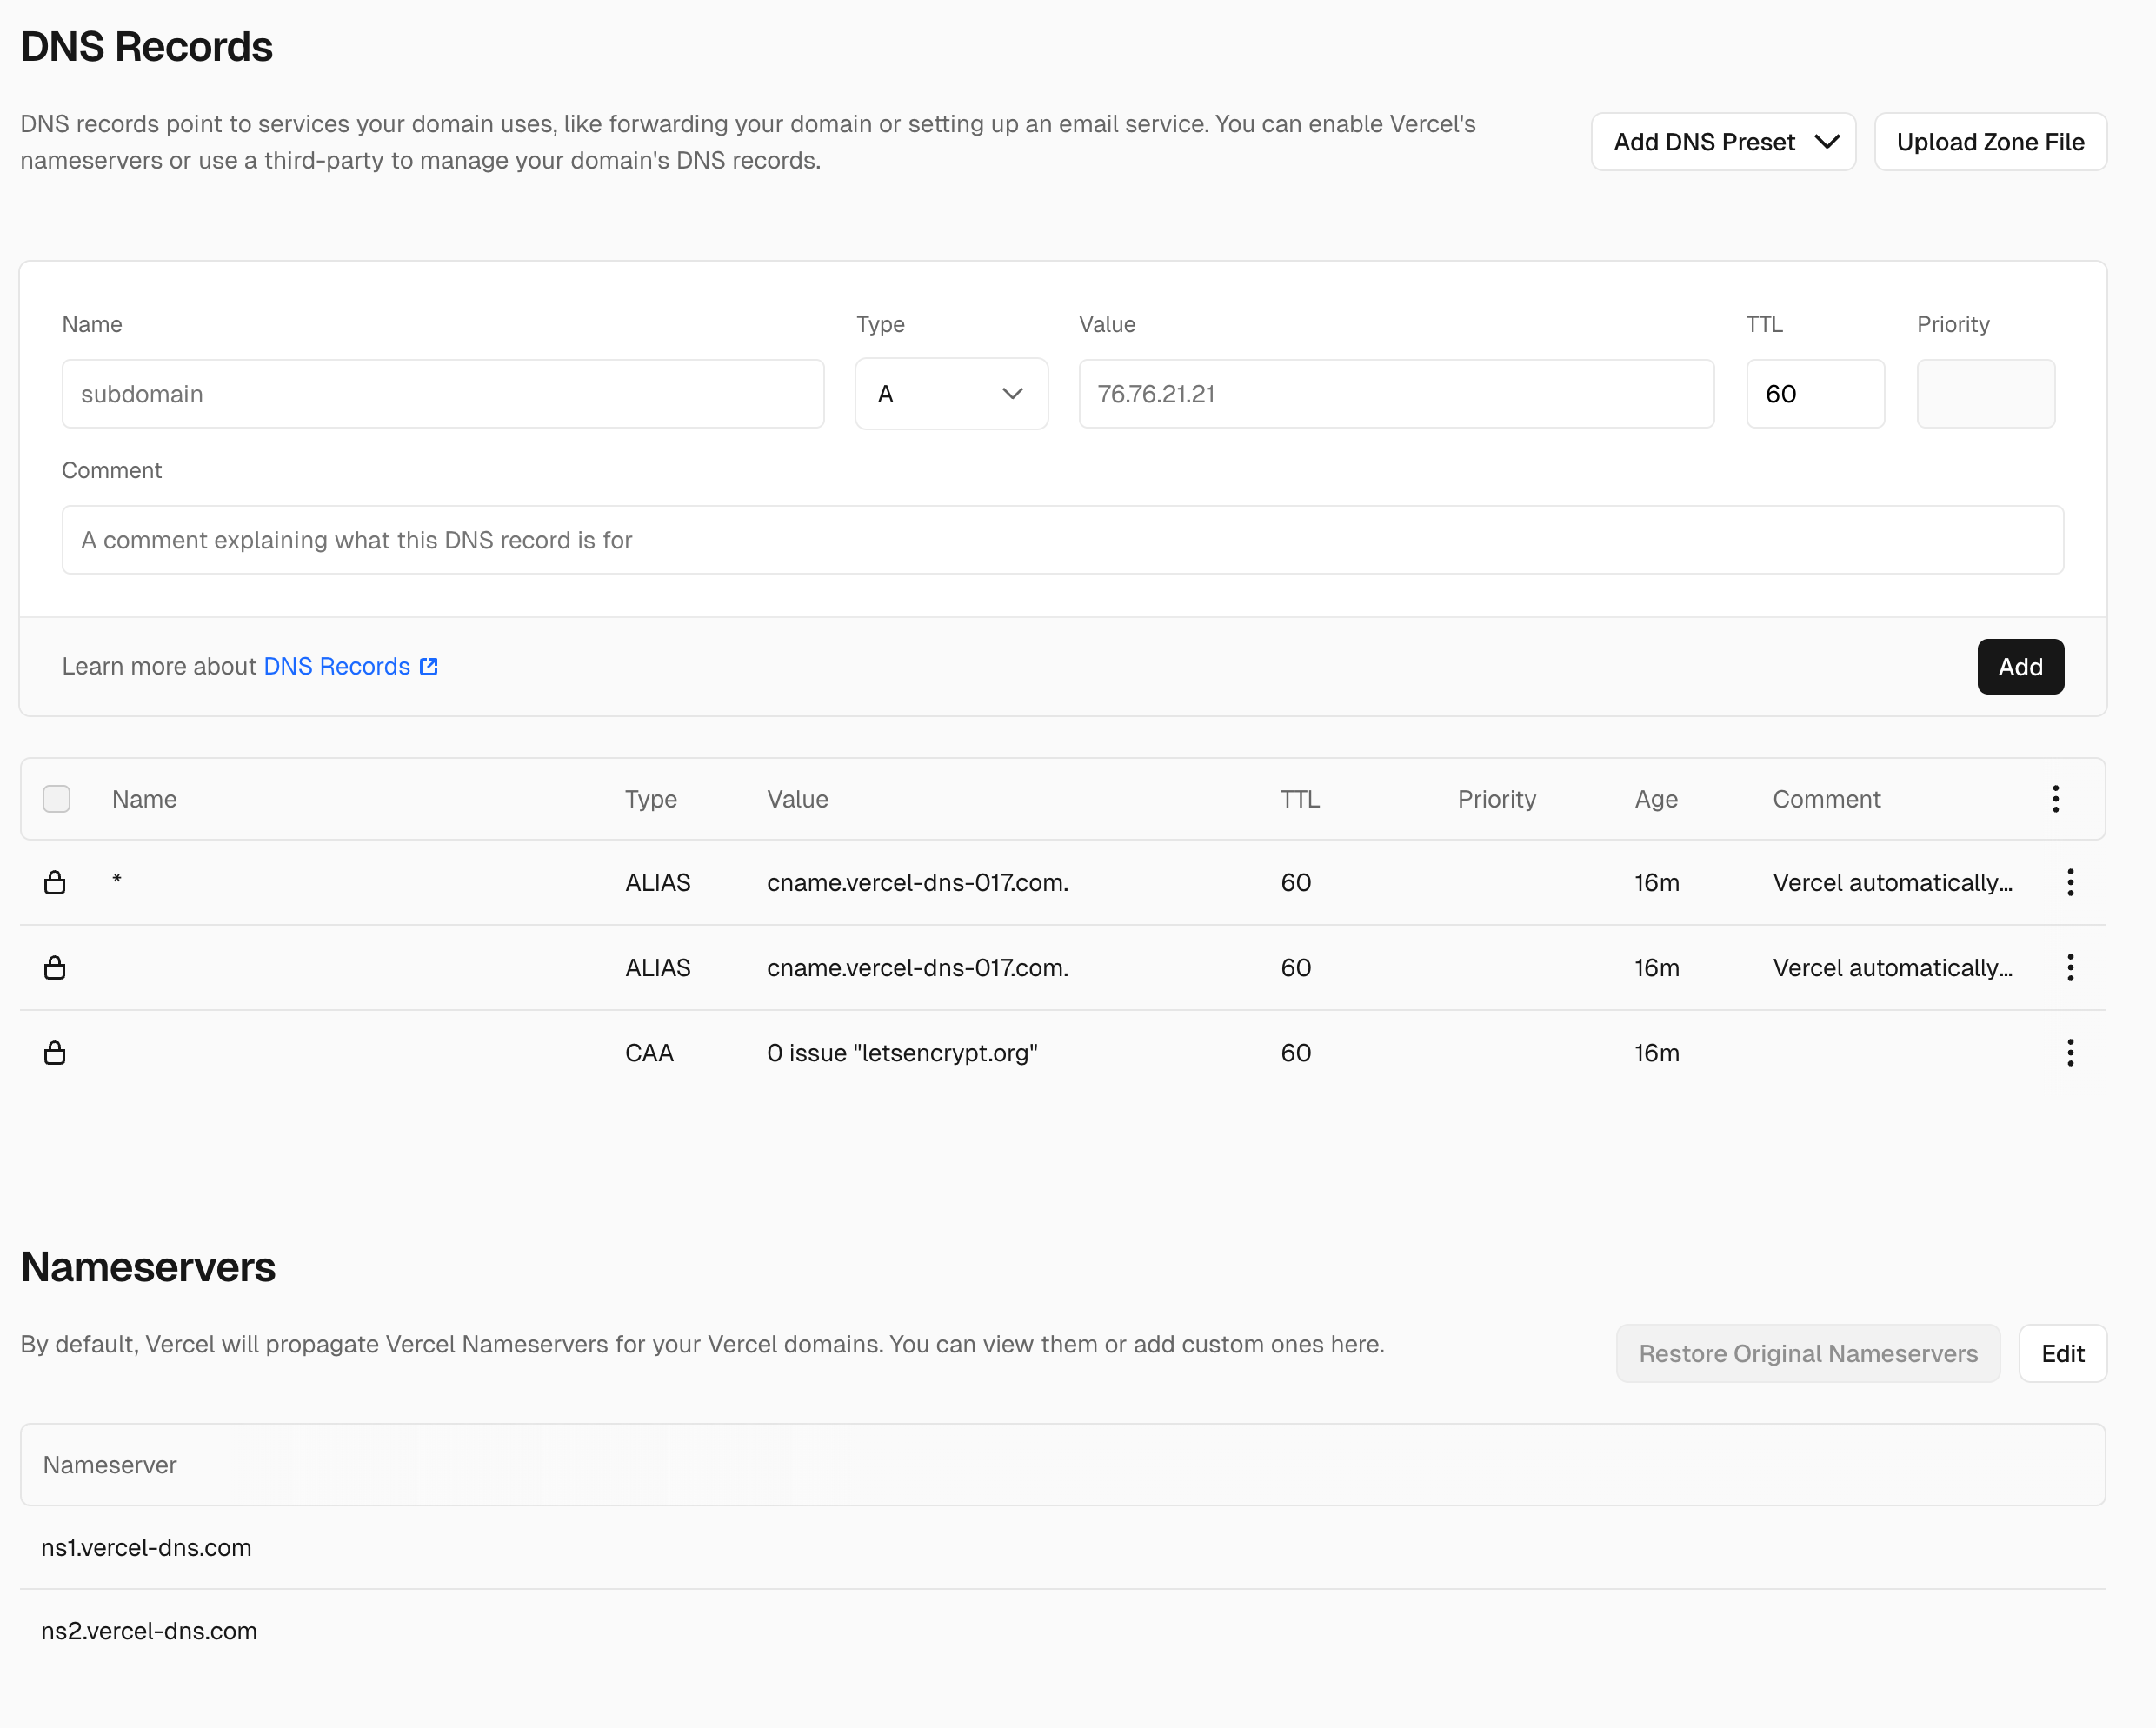 DNS Records
DNS records point to services your domain uses, like forwarding your domain or setting up an email service. You can enable Vercel's
nameservers or use a third-party to manage your domain's DNS records.
Add DNS Preset
Upload Zone File
Name
Type
Value
TTL
Priority
subdomain
A
76.76.21.21
60
Comment
A comment explaining what this DNS record is for
Learn more about DNS Records
Add
Name Type Value TTL Priority Age Comment
* ALIAS cname.vercel-dns-017.com. 60 16m Vercel automatically...
ALIAS cname.vercel-dns-017.com. 60 16m Vercel automatically...
CAA 0 issue "letsencrypt.org" 60 16m
Nameservers
By default, Vercel will propagate Vercel Nameservers for your Vercel domains. You can view them or add custom ones here.
Restore Original Nameservers
Edit
Nameserver
ns1.vercel-dns.com
ns2.vercel-dns.com